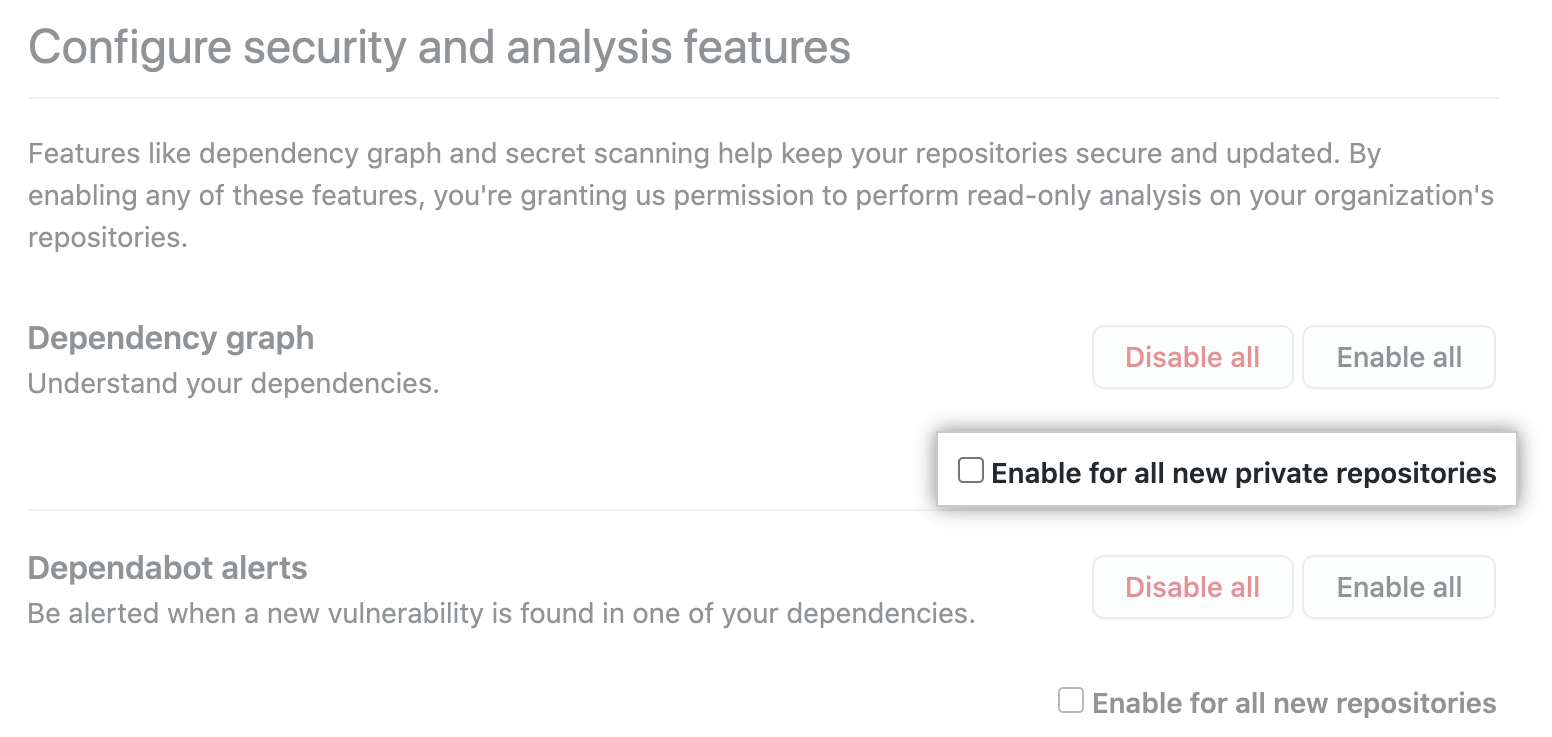 Configure security and analysis features
Features like dependency graph and secret scanning help keep your repositories secure and updated. By
enabling any of these features, you're granting us permission to perform read-only analysis on your organization's
repositories.
Dependency graph
Disable all
Enable all
Understand your dependencies.
Enable for all new private repositories
Dependabot alerts
Disable all
Enable all
Be alerted when a new vulnerability is found in one of your dependencies.
Enable for all new repositories